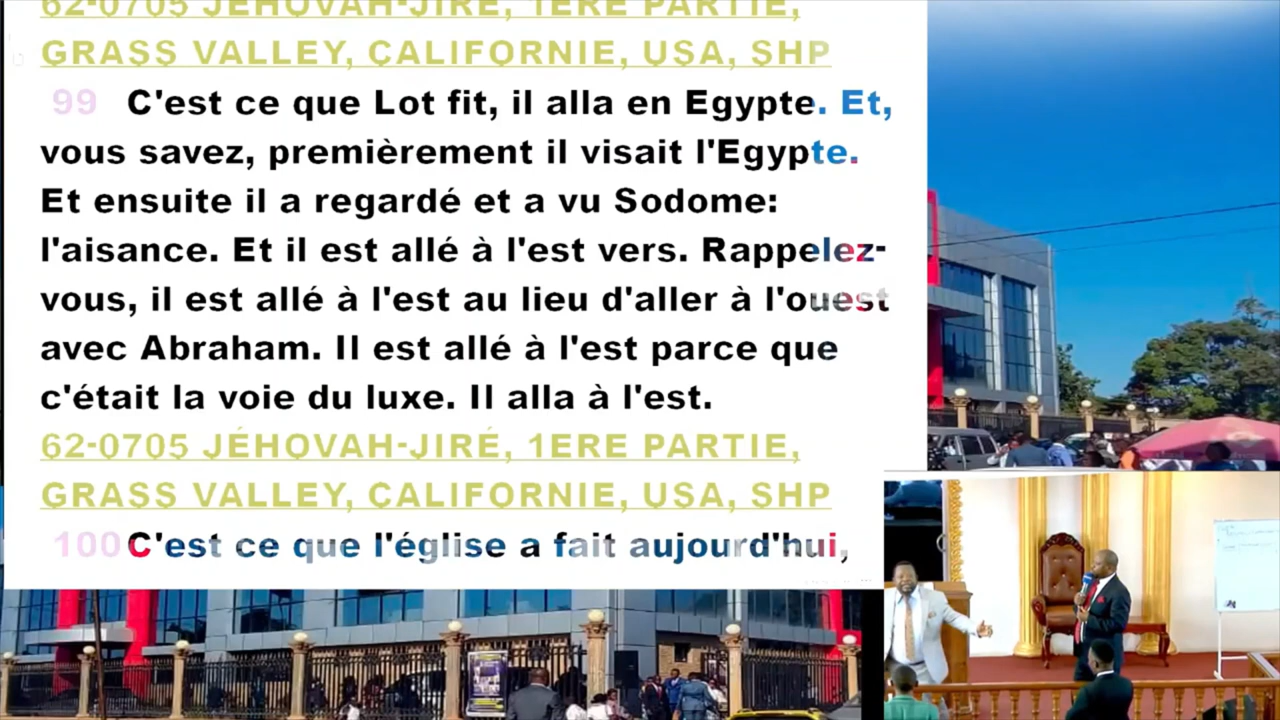 62-0705 JÉHOVAH-JIRÉ, 1ERE PARTIE,
GRASS VALLEY, CALIFORNIE, USA, SHP
99 C'est ce que Lot fit, il alla en Egypte. Et,
vous savez, premièrement il visait l'Egypte.
Et ensuite il a regardé et a vu Sodome:
l'aisance. Et il est allé à l'est vers. Rappelez-
vous, il est allé à l'est au lieu d'aller à l'ouest
avec Abraham. Il est allé à l'est parce que
c'était la voie du luxe. Il alla à l'est.
62-0705 JÉHOVAH-JIRÉ, 1ERE PARTIE,
GRASS VALLEY, CALIFORNIE, USA, SHP
100 C'est ce que l'église a fait aujourd'hui,